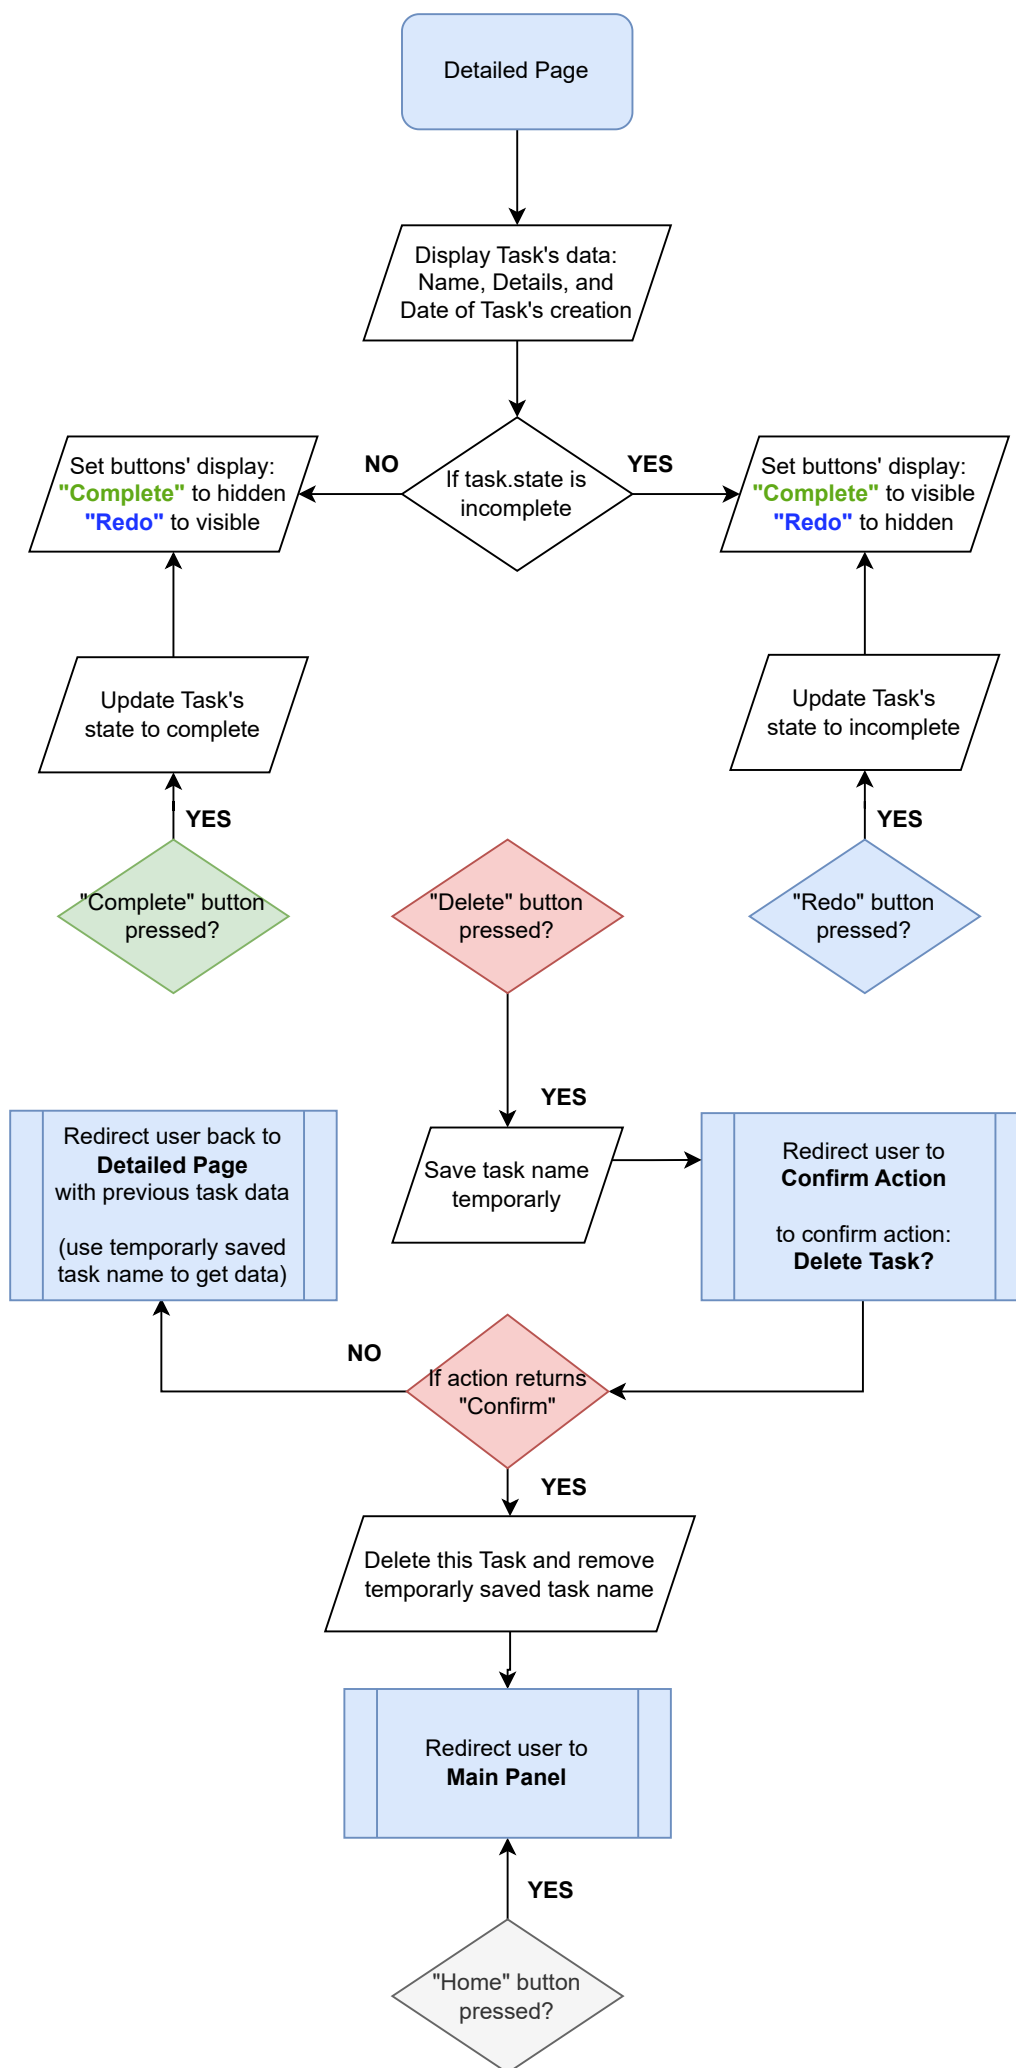 Detailed Page
Display Task's data:
Name, Details, and
Date of Task's creation
NO
If task.state is
incomplete
YES
Set buttons' display:
"Complete" to hidden
"Redo" to visible
Set buttons' display:
"Complete" to visible
"Redo" to hidden
Update Task's
state to complete
Update Task's
state to incomplete
YES
YES
"Complete" button
pressed?
"Delete" button
pressed?
"Redo" button
pressed?
YES
Redirect user back to
Detailed Page
with previous task data
(use temporarly saved
task name to get data)
Save task name
temporarly
Redirect user to
Confirm Action
to confirm action:
Delete Task?
NO
If action returns
"Confirm"
YES
Delete this Task and remove
temporarly saved task name
Redirect user to
Main Panel
YES
"Home" button
pressed?